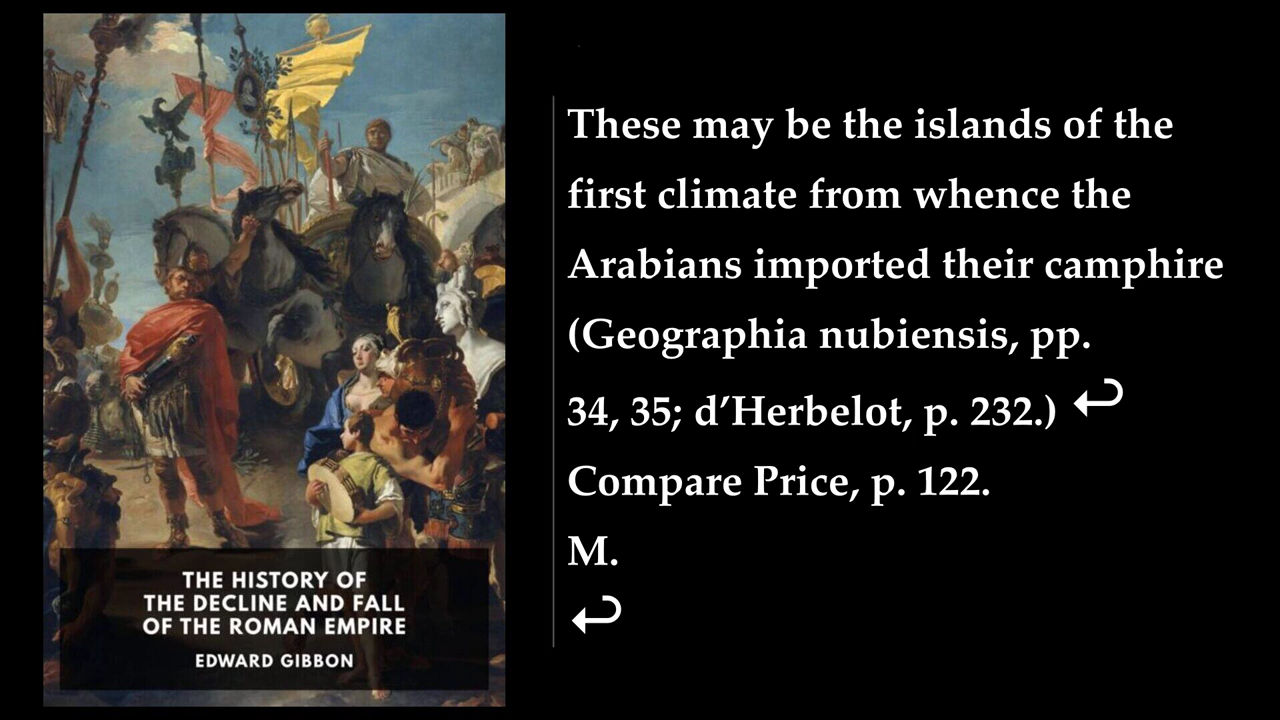 THE HISTORY OF
THE DECLINE AND FALL
OF THE ROMAN EMPIRE
EDWARD GIBBON
These may be the islands of the
first climate from whence the
Arabians imported their camphire
(Geographia nubiensis, pp.
34, 35; d’Herbelot, p. 232.) ↩
Compare Price, p. 122.
M.
↩